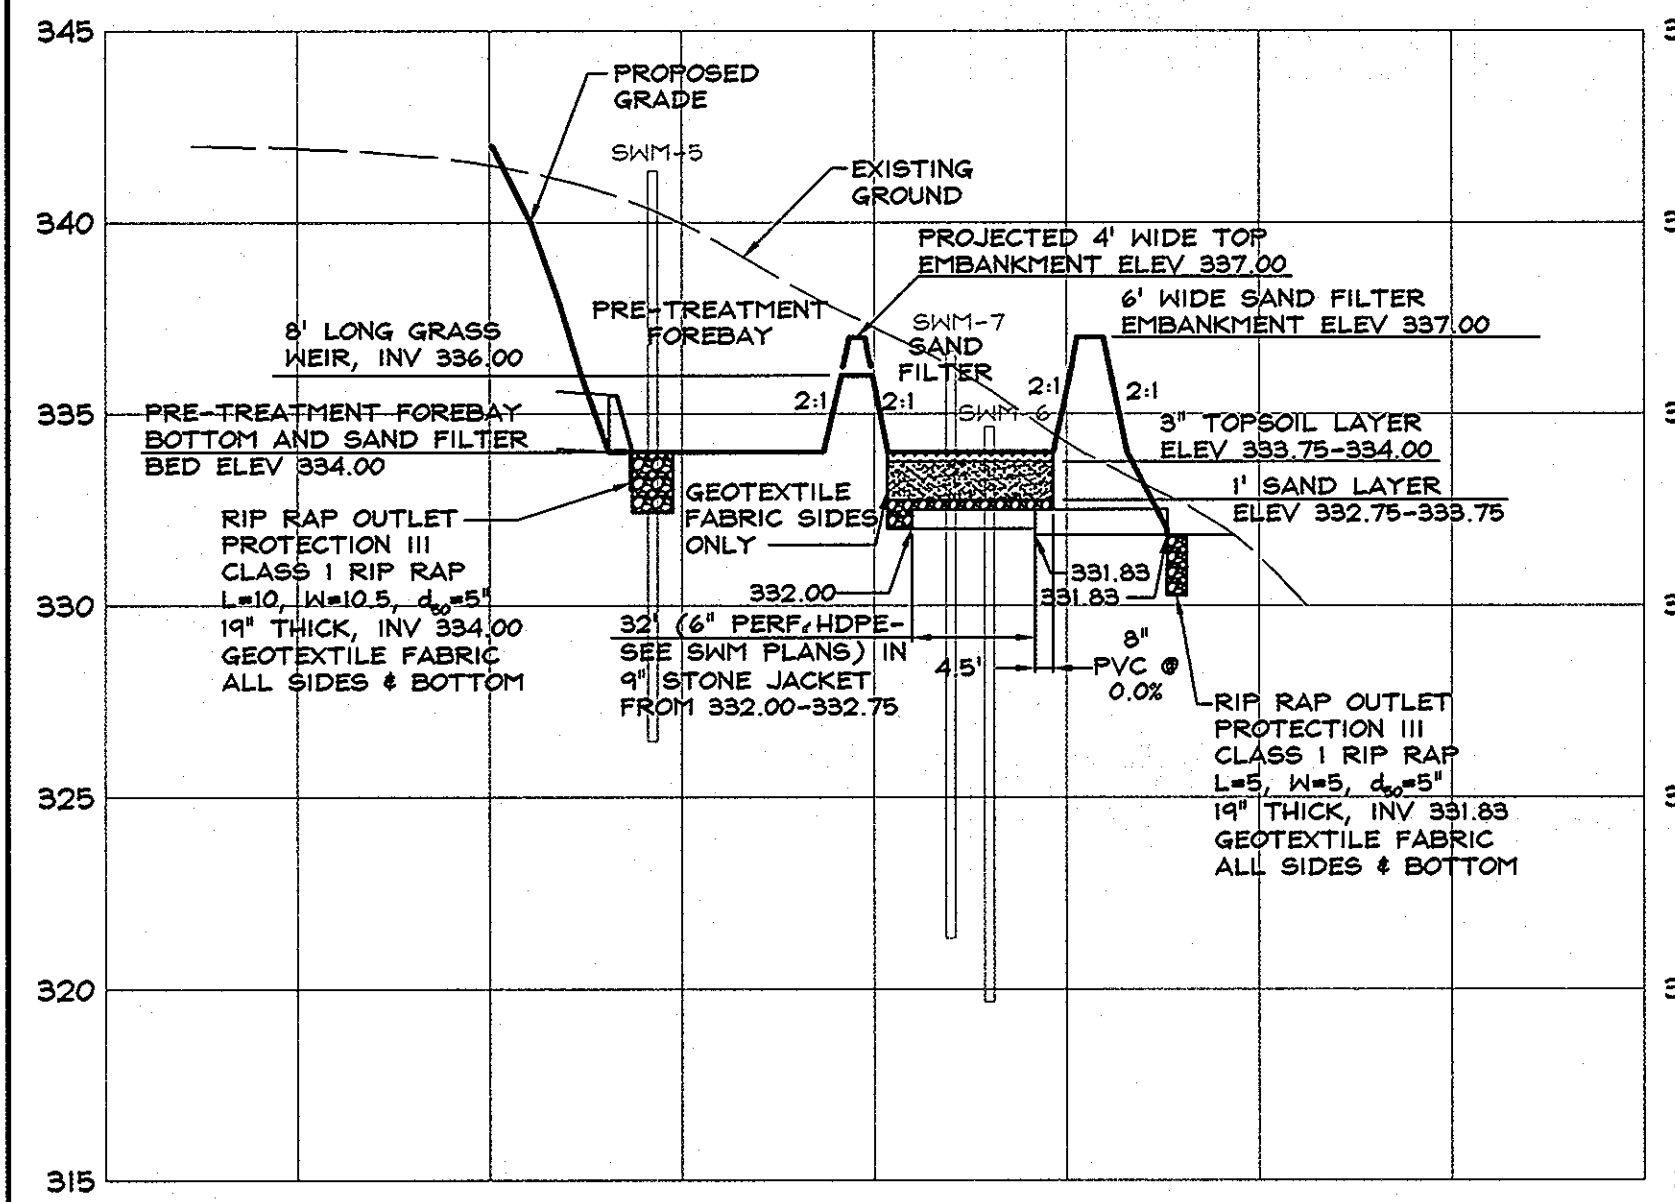 345
PROPOSED
GRADE
SWM-5
EXISTING
GROUND
340
PROJECTED 4' WIDE TOP
EMBANKMENT ELEV 337.00
6' WIDE SAND FILTER
EMBANKMENT ELEV 337.00
PRE-TREATMENT
FOREBAY
8' LONG GRASS
WEIR, INV 336.00
SWM-7
SAND
FILTER
2:1
2:1
2:1
2:1
SWM-6
335
PRE-TREATMENT FOREBAY
BOTTOM AND SAND FILTER
BED ELEV 334.00
3" TOPSOIL LAYER
ELEV 333.75-334.00
1' SAND LAYER
ELEV 332.75-333.75
GEOTEXTILE
FABRIC SIDES
ONLY
RIP RAP OUTLET
PROTECTION III
CLASS 1 RIP RAP
L=10, W=10.5, d50=5"
19" THICK, INV 334.00
GEOTEXTILE FABRIC
ALL SIDES & BOTTOM
332.00
331.83
331.83
330
32' (6" PERF. HDPE-
SEE SWM PLANS) IN
9" STONE JACKET
FROM 332.00-332.75
4.5'
8"
PVC @
0.0%
RIP RAP OUTLET
PROTECTION III
CLASS 1 RIP RAP
L=5, W=5, d50=5"
19" THICK, INV 331.83
GEOTEXTILE FABRIC
ALL SIDES & BOTTOM
325
320
315